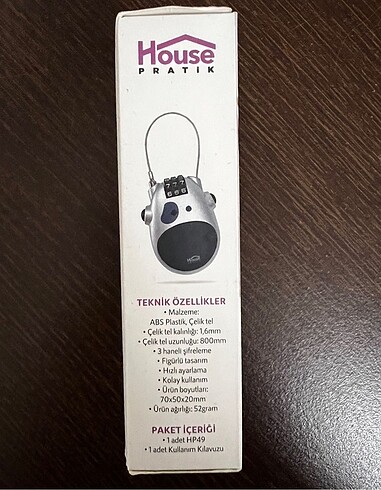 House
PRATİK
777
House
TEKNİK ÖZELLİKLER
• Malzeme:
ABS Plastik, Çelik tel
• Çelik tel kalınlığı: 1,6mm
• Çelik tel uzunluğu: 800mm
• 3 haneli şifreleme
• Figürlü tasarım
• Hızlı ayarlama
• Kolay kullanım
• Ürün boyutları:
70x50x20mm
• Ürün ağırlığı: 52gram
PAKET İÇERİĞİ
• 1 adet HP49
• 1 adet Kullanım Kılavuzu